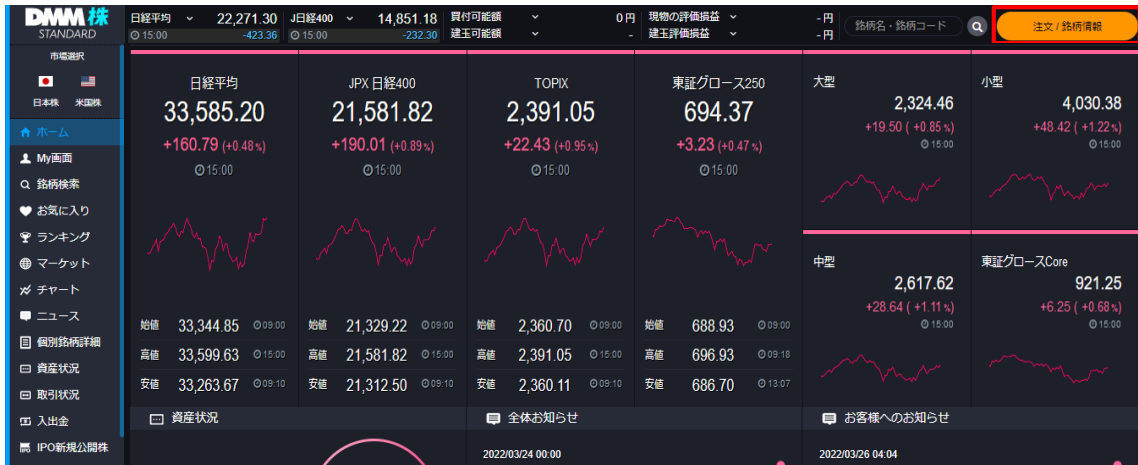 DMM 株
STANDARD
市場選択
日本株 米国株
ホーム
My画面
銘柄検索
お気に入り
ランキング
マーケット
チャート
ニュース
個別銘柄詳細
資産状況
取引状況
入出金
IPO新規公開株
日経平均 22,271.30 J日経400 14,851.18 買付可能額 0円 現物の評価損益 -円 銘柄名・銘柄コード 注文 / 銘柄情報
15:00 -423.36 15:00 -232.30 建玉可能額 - 建玉評価損益 -円
日経平均
33,585.20
+160.79 (+0.48%)
15:00
始値 33,344.85 09:00
高値 33,599.63 15:00
安値 33,263.67 09:10
JPX 日経400
21,581.82
+190.01 (+0.89%)
15:00
始値 21,329.22 09:00
高値 21,581.82 15:00
安値 21,312.50 09:10
TOPIX
2,391.05
+22.43 (+0.95%)
15:00
始値 2,360.70 09:00
高値 2,391.05 15:00
安値 2,360.11 09:10
東証グロース250
694.37
+3.23 (+0.47%)
15:00
始値 688.93 09:00
高値 696.93 09:18
安値 686.70 13:07
大型
2,324.46
+19.50 ( +0.85 %)
15:00
小型
4,030.38
+48.42 ( +1.22 %)
15:00
中型
2,617.62
+28.64 ( +1.11 %)
15:00
東証グロースCore
921.25
+6.25 ( +0.68 %)
15:00
資産状況
全体お知らせ
2022/03/24 00:00
お客様へのお知らせ
2022/03/26 04:04